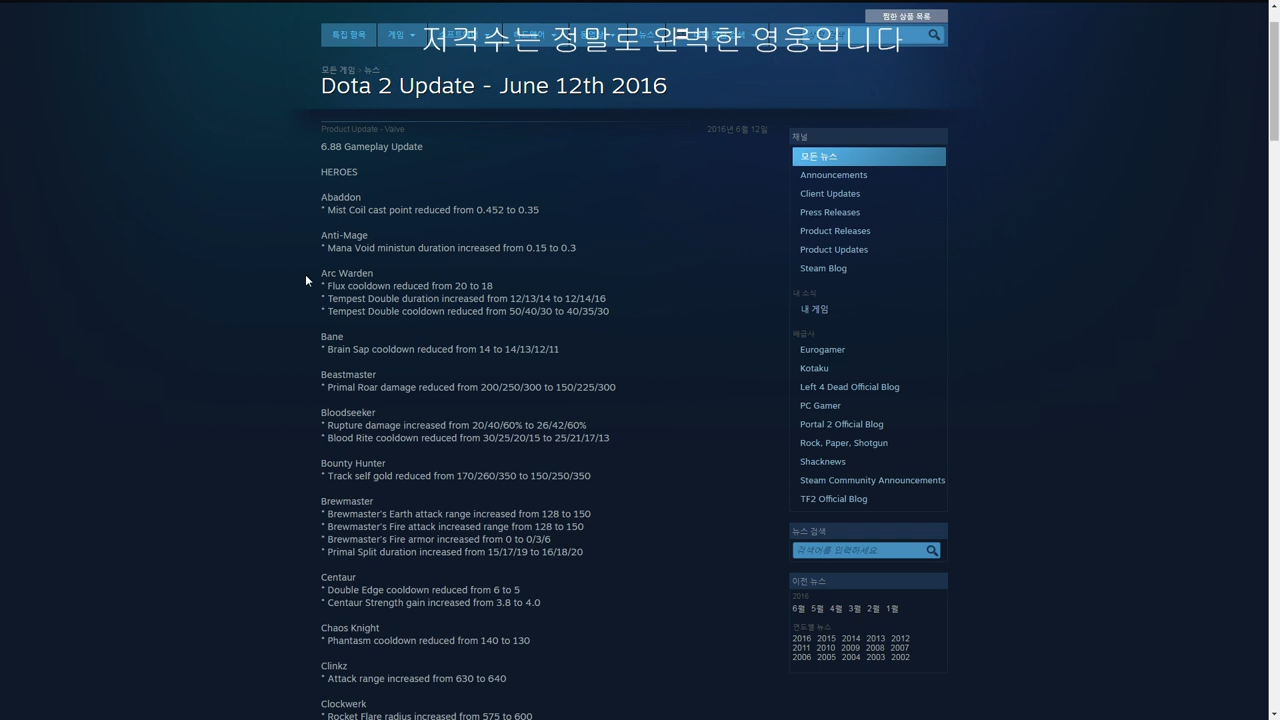 찜한 상품 목록
특집 항목
게임
저격수는 정말로 완벽한 영웅입니다
모든 게임 > 뉴스
Dota 2 Update - June 12th 2016
Product Update - Valve
2016년 6월 12일
6.88 Gameplay Update
HEROES
Abaddon
* Mist Coil cast point reduced from 0.452 to 0.35
Anti-Mage
* Mana Void ministun duration increased from 0.15 to 0.3
Arc Warden
* Flux cooldown reduced from 20 to 18
* Tempest Double duration increased from 12/13/14 to 12/14/16
* Tempest Double cooldown reduced from 50/40/30 to 40/35/30
Bane
* Brain Sap cooldown reduced from 14 to 14/13/12/11
Beastmaster
* Primal Roar damage reduced from 200/250/300 to 150/225/300
Bloodseeker
* Rupture damage increased from 20/40/60% to 26/42/60%
* Blood Rite cooldown reduced from 30/25/20/15 to 25/21/17/13
Bounty Hunter
* Track self gold reduced from 170/260/350 to 150/250/350
Brewmaster
* Brewmaster's Earth attack range increased from 128 to 150
* Brewmaster's Fire attack increased range from 128 to 150
* Brewmaster's Fire armor increased from 0 to 0/3/6
* Primal Split duration increased from 15/17/19 to 16/18/20
Centaur
* Double Edge cooldown reduced from 6 to 5
* Centaur Strength gain increased from 3.8 to 4.0
Chaos Knight
* Phantasm cooldown reduced from 140 to 130
Clinkz
* Attack range increased from 630 to 640
Clockwerk
* Rocket Flare radius increased from 575 to 600
채널
모든 뉴스
Announcements
Client Updates
Press Releases
Product Releases
Product Updates
Steam Blog
내 소식
내 게임
배급사
Eurogamer
Kotaku
Left 4 Dead Official Blog
PC Gamer
Portal 2 Official Blog
Rock, Paper, Shotgun
Shacknews
Steam Community Announcements
TF2 Official Blog
뉴스 검색
검색어를 입력하세요
이전 뉴스
2016
6월 5월 4월 3월 2월 1월
연도별 뉴스
2016 2015 2014 2013 2012
2011 2010 2009 2008 2007
2006 2005 2004 2003 2002